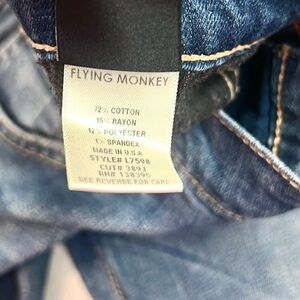 FLYING MONKEY
72% COTTON
15% RAYON
12% POLYESTER
1% SPANDEX
MADE IN U.S.A
STYLE# L7598
CUT# 3893
RN# 138395
SEE REVERSE FOR CARE